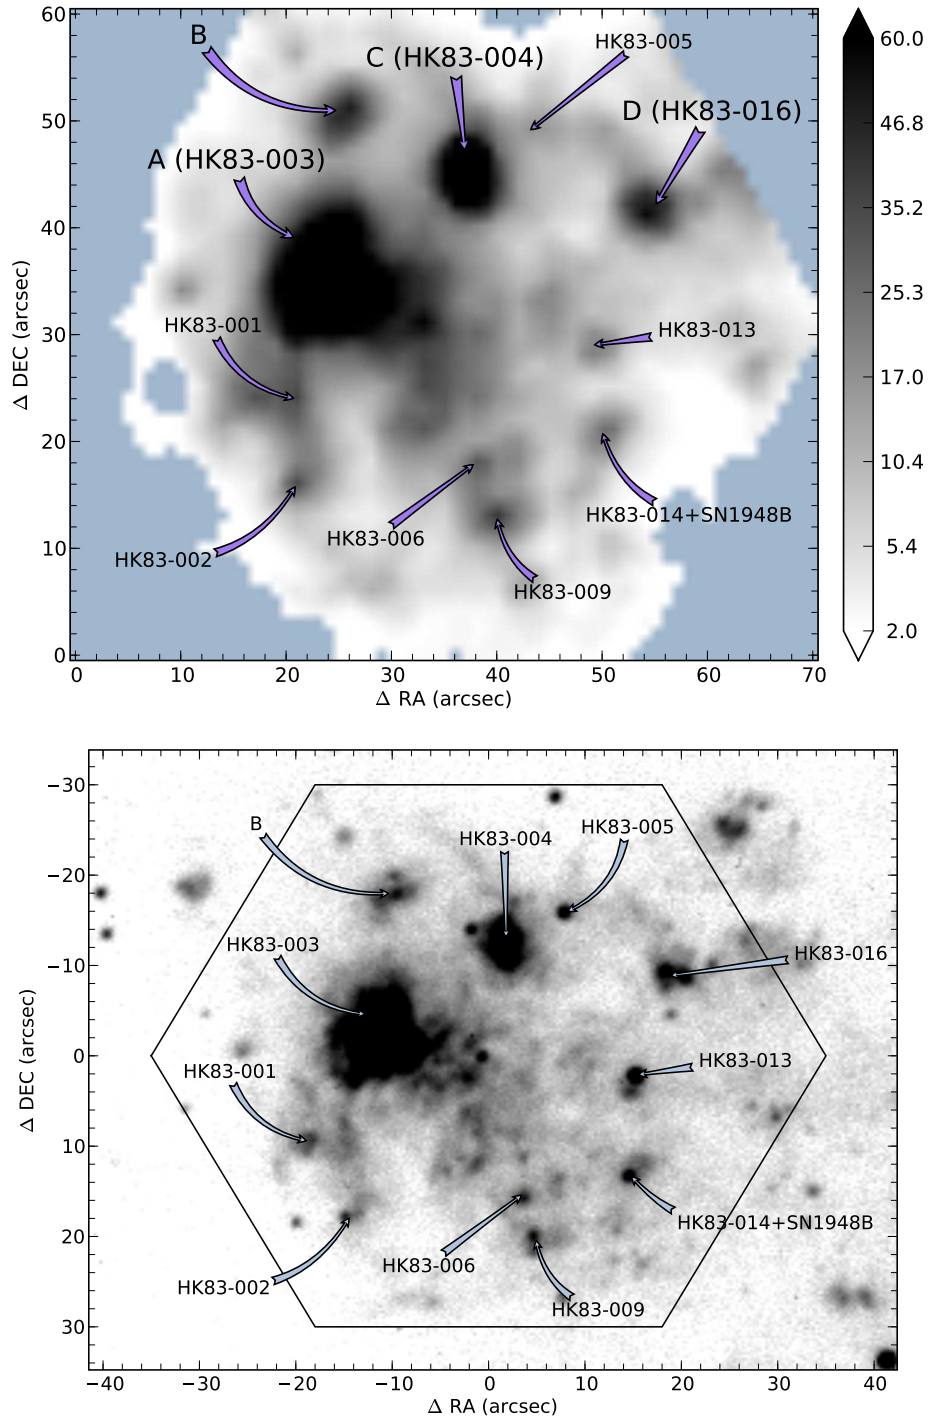 60
60.0
B
HK83-005
C (HK83-004)
D (HK83-016)
50
46.8
A (HK83-003)
40
35.2
25.3
HK83-001
HK83-013
30
Δ DEC (arcsec)
17.0
20
10.4
HK83-014+SN1948B
HK83-006
HK83-002
10
5.4
HK83-009
2.0
0
0 10 20 30 40 50 60 70
Δ RA (arcsec)
−30
B
HK83-004
HK83-005
−20
HK83-003
HK83-016
−10
Δ DEC (arcsec)
0
HK83-013
HK83-001
10
HK83-014+SN1948B
20
HK83-006
HK83-002
HK83-009
30
−40 −30 −20 −10 0 10 20 30 40
Δ RA (arcsec)